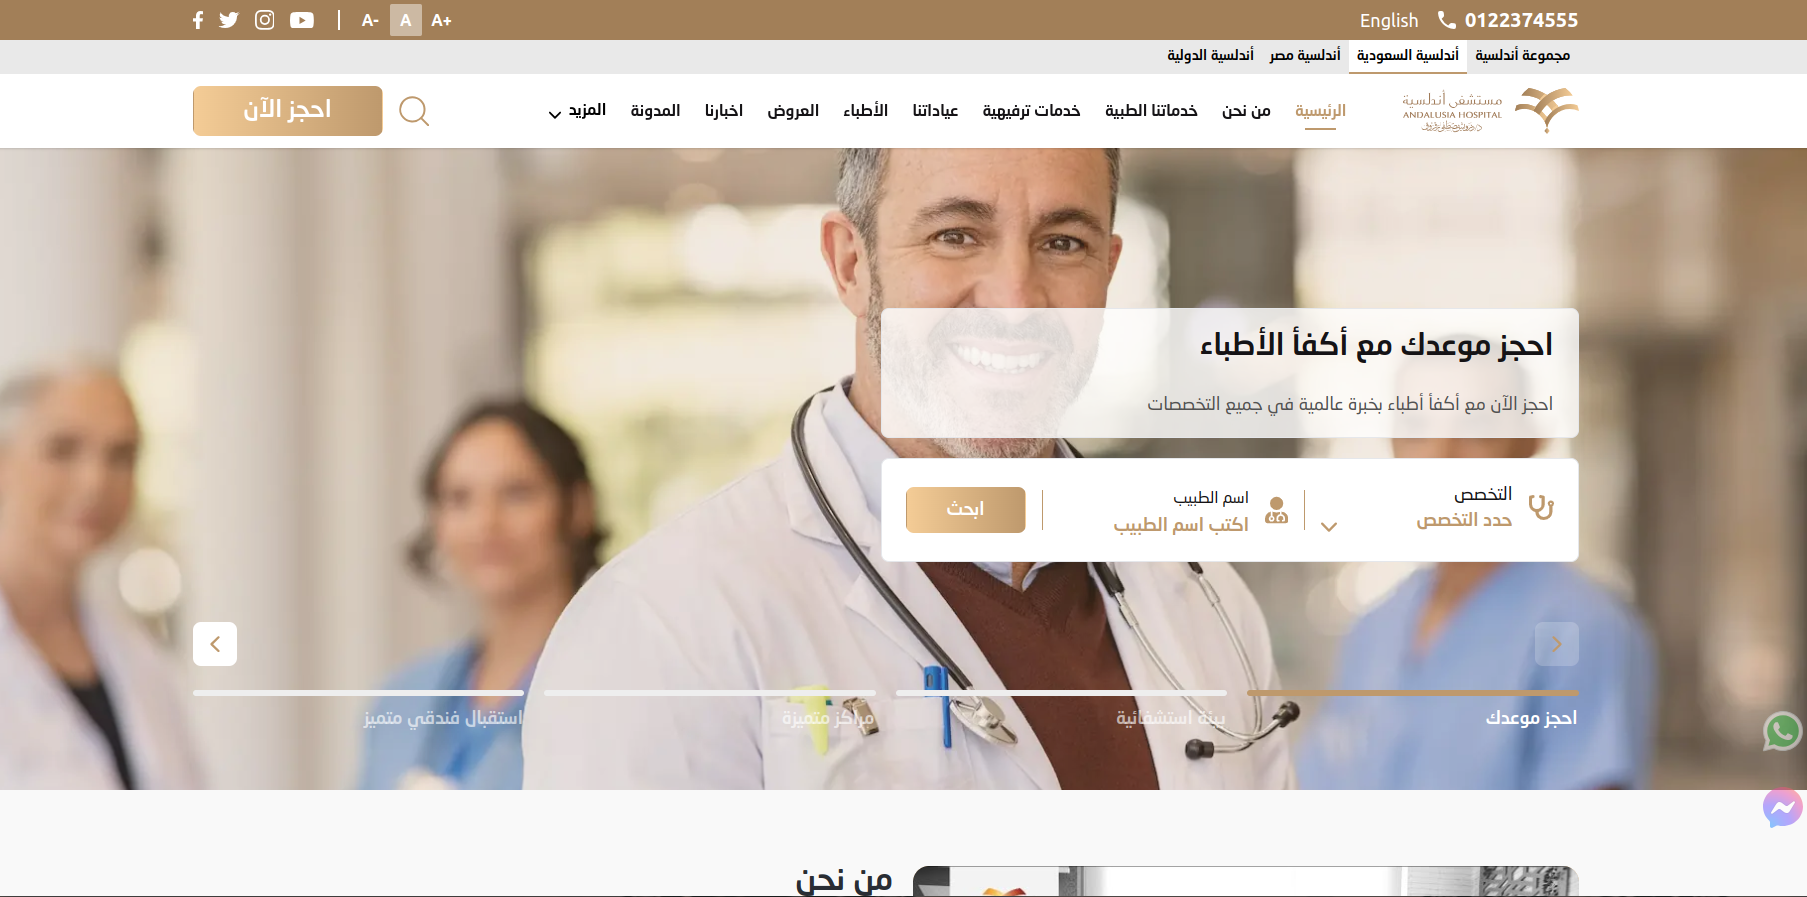 0122374555
English
A+
A
A-
مجموعة أندلسية
أندلسية السعودية
أندلسية مصر
أندلسية الدولية
مستشفى أندلسية
ANDALUSIA HOSPITAL
الرئيسية
من نحن
خدماتنا الطبية
خدمات ترفيهية
عياداتنا
الأطباء
العروض
اخبارنا
المدونة
المزيد
احجز الآن
احجز موعدك مع أكفأ الأطباء
احجز الآن مع أكفأ أطباء بخبرة عالمية في جميع التخصصات
التخصص
حدد التخصص
اسم الطبيب
اكتب اسم الطبيب
ابحث
احجز موعدك
بيئة استشفائية
مراكز متميزة
استقبال فندقي متميز
من نحن